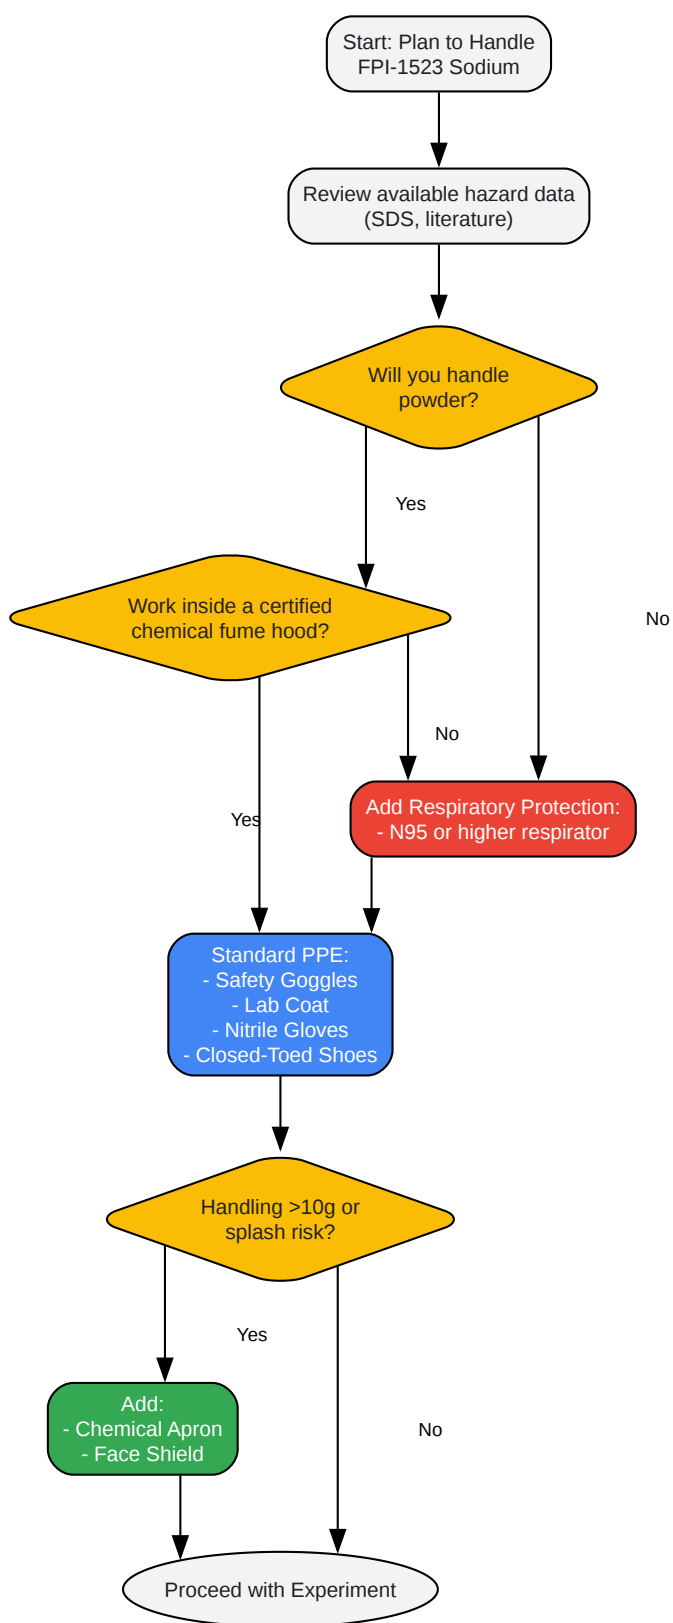 Start: Plan to Handle
FPI-1523 Sodium
Review available hazard data
(SDS, literature)
Will you handle
powder?
Yes
Work inside a certified
chemical fume hood?
No
No
Yes
Add Respiratory Protection:
- N95 or higher respirator
Standard PPE:
- Safety Goggles
- Lab Coat
- Nitrile Gloves
- Closed-Toed Shoes
Handling >10g or
splash risk?
Yes
Add:
- Chemical Apron
- Face Shield
No
Proceed with Experiment